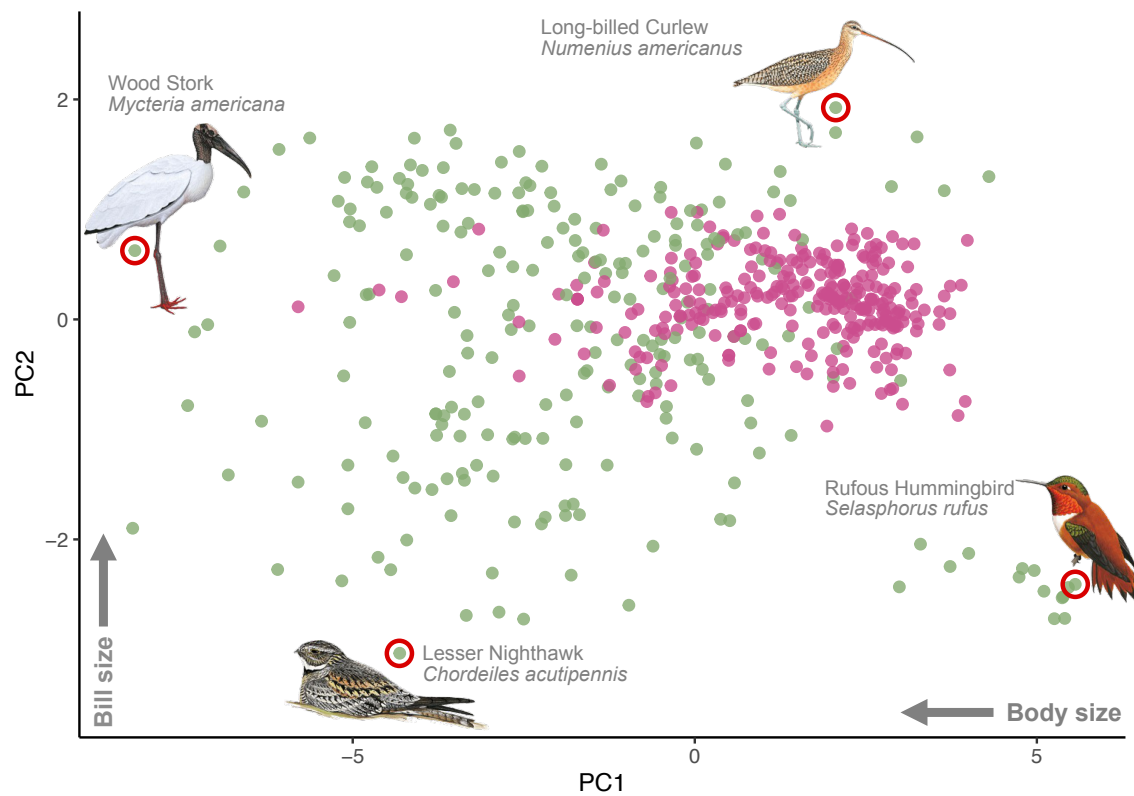 Long-billed Curlew
Numenius americanus
Wood Stork
Mycteria americana
2
0
−2
PC2
Rufous Hummingbird
Selasphorus rufus
Lesser Nighthawk
Chordeiles acutipennis
Bill size
Body size
−5
0
5
PC1